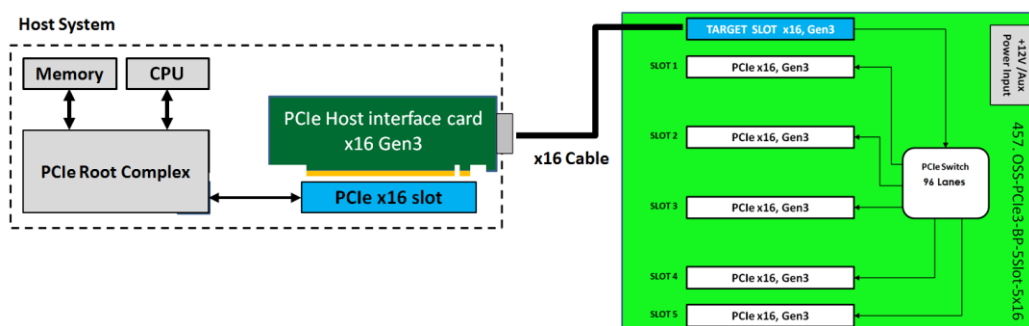 Host System
Memory
CPU
PCIe Root Complex
PCIe Host interface card
x16 Gen3
PCIe x16 slot
x16 Cable
TARGET SLOT x16, Gen3
SLOT 1
PCIe x16, Gen3
SLOT 2
PCIe x16, Gen3
SLOT 3
PCIe x16, Gen3
SLOT 4
PCIe x16, Gen3
SLOT 5
PCIe x16, Gen3
PCIe Switch
96 Lanes
+12V /Aux
Power Input
457. OSS-PCIe3-BP-5Slot-5x16